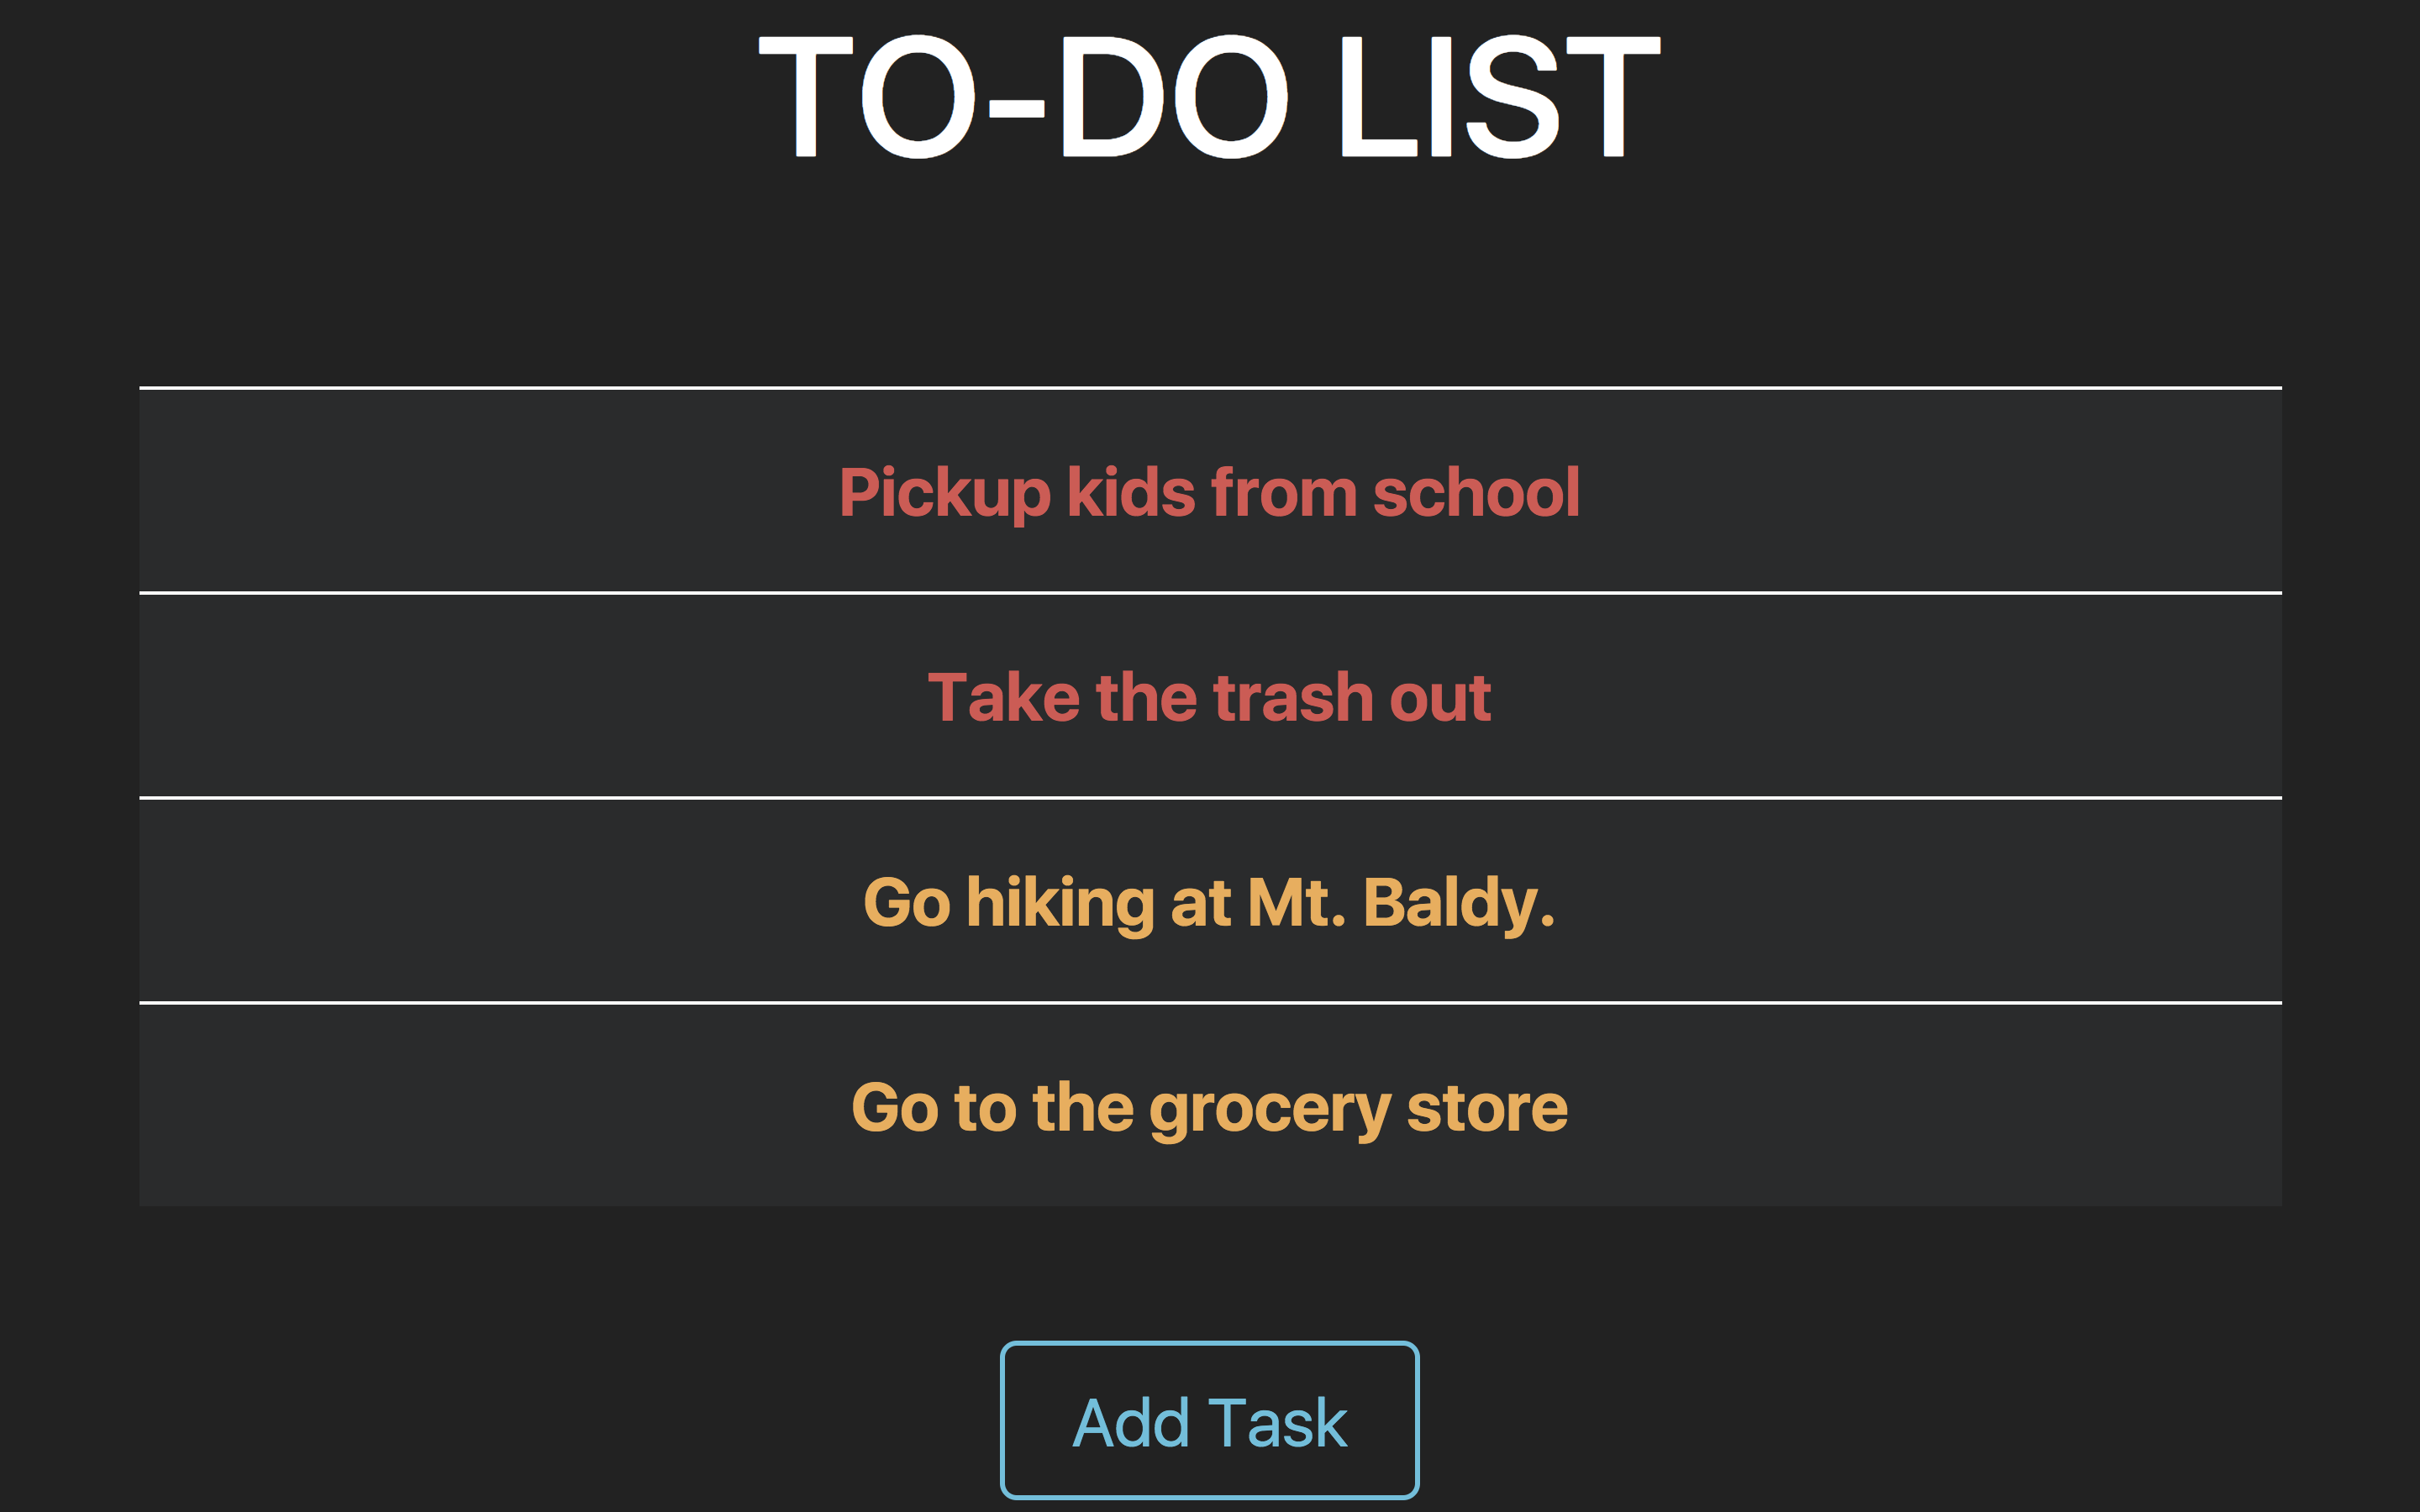 TO-DO LIST
Pickup kids from school
Take the trash out
Go hiking at Mt. Baldy.
Go to the grocery store
Add Task